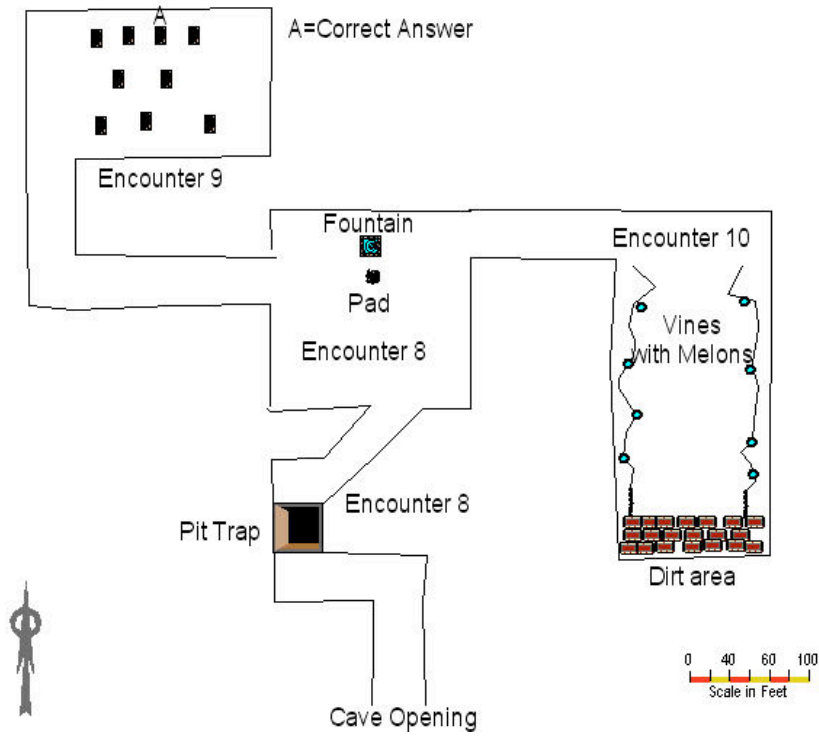 A
A=Correct Answer
Encounter 9
Fountain
Encounter 10
Pad
Vines
with Melons
Encounter 8
Encounter 8
Pit Trap
Dirt area
0 40 60 100
Scale in Feet
Cave Opening